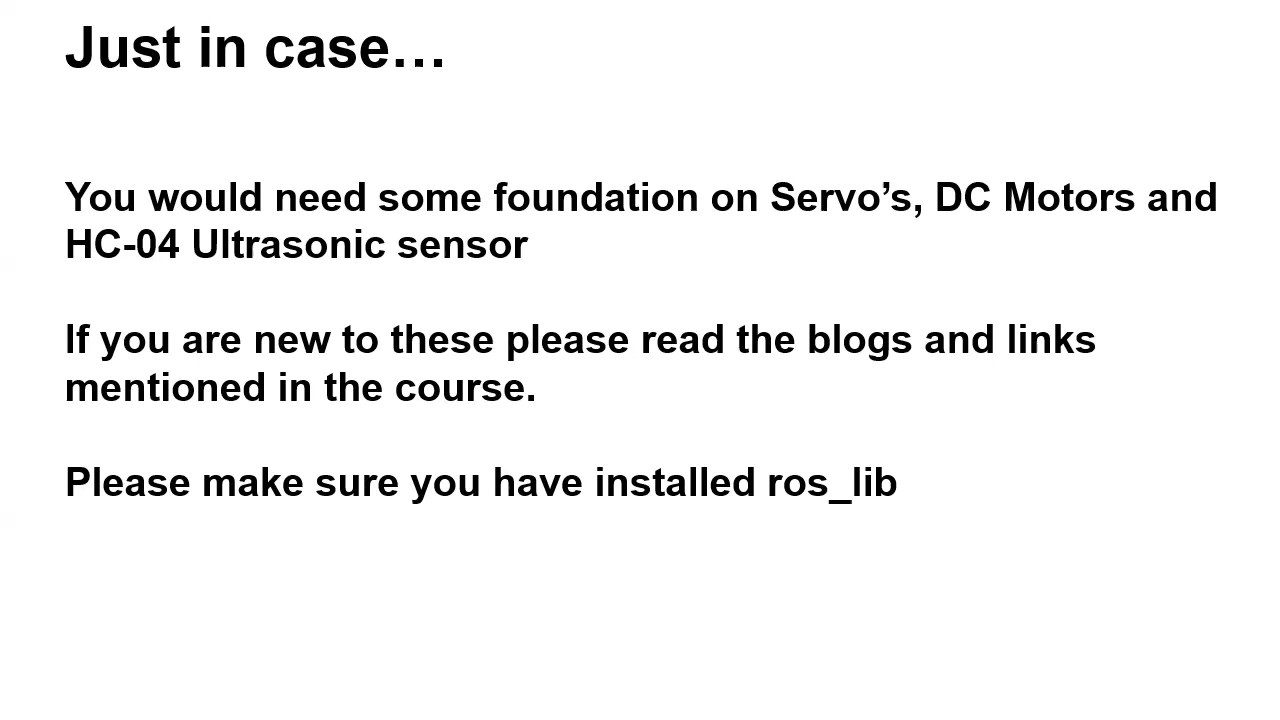 Just in case…
You would need some foundation on Servo’s, DC Motors and
HC-04 Ultrasonic sensor
If you are new to these please read the blogs and links
mentioned in the course.
Please make sure you have installed ros_lib